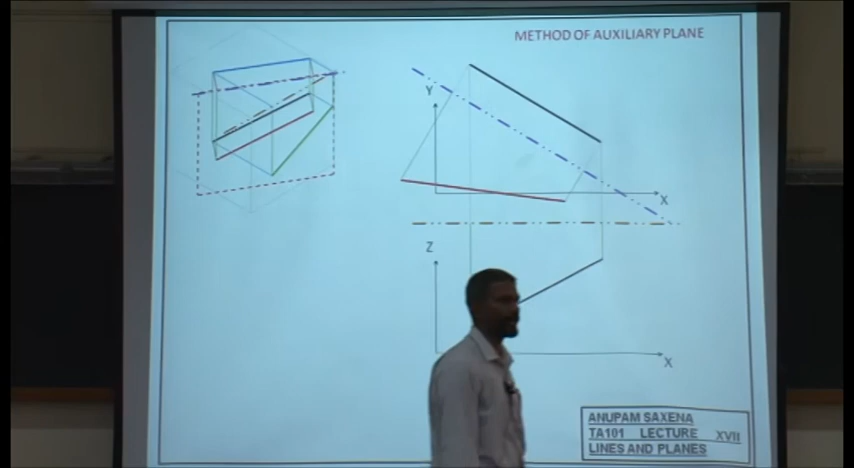 METHOD OF AUXILIARY PLANE
Y
X
Z
X
ANUPAM SAXENA
TA101 LECTURE XVII
LINES AND PLANES